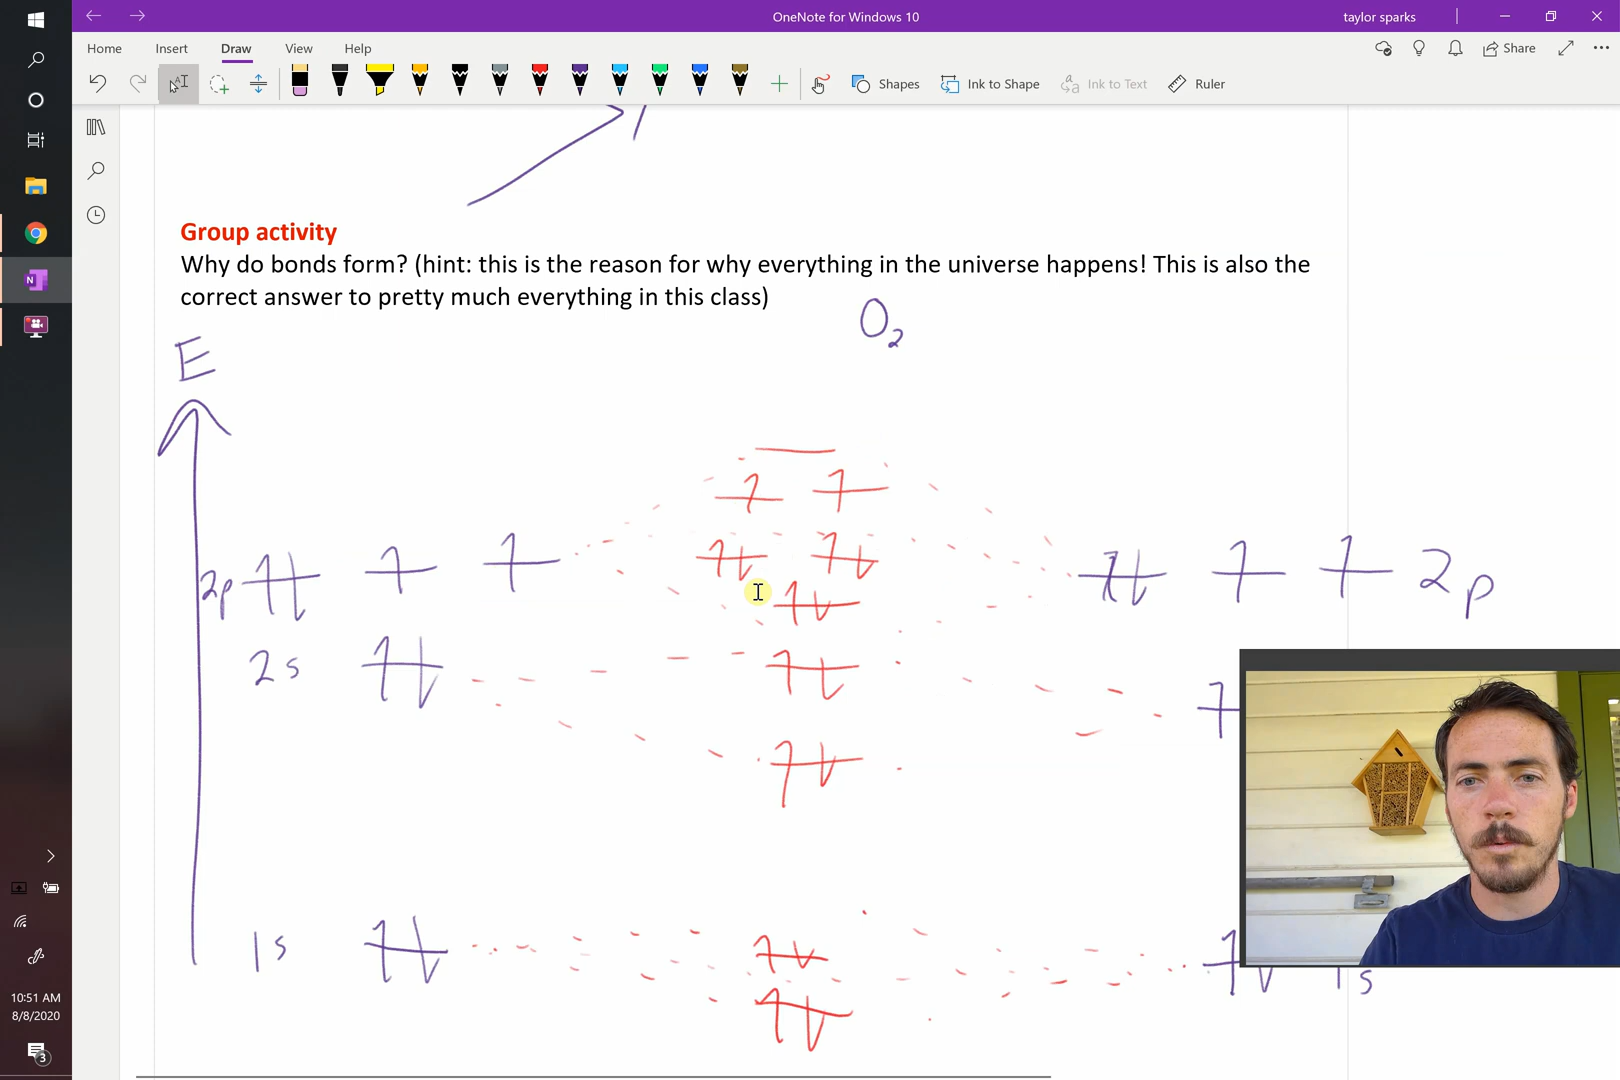 OneNote for Windows 10
taylor sparks
Home Insert Draw View Help
Share
Shapes
Ink to Shape
Ink to Text
Ruler
Group activity
Why do bonds form? (hint: this is the reason for why everything in the universe happens! This is also the
correct answer to pretty much everything in this class)
O2
E
2p
2p
2s
1s
1s
10:51 AM
8/8/2020
3